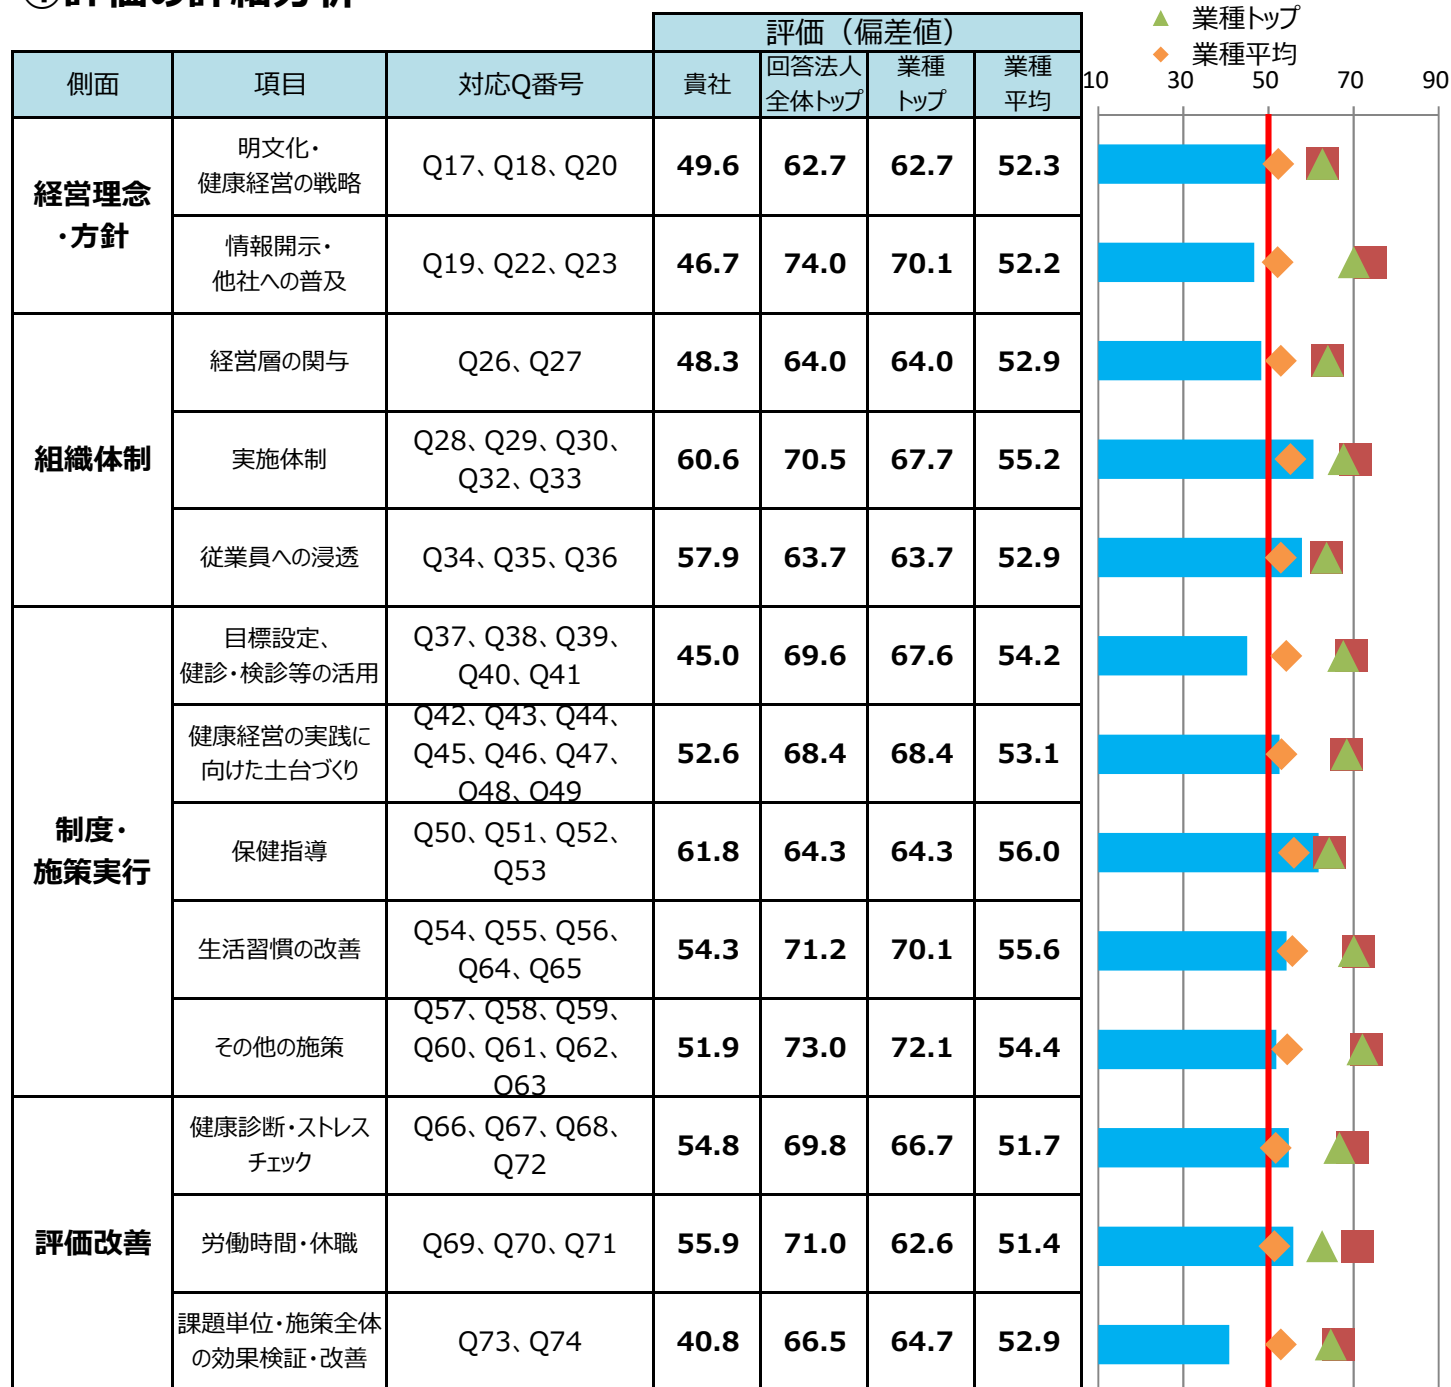 ①評価の詳細分析
▲ 業種トップ
◆ 業種平均
評価（偏差値）
側面 項目 対応Q番号 貴社 回答法人全体トップ 業種トップ 業種平均
10 30 50 70 90
経営理念
・方針
明文化・
健康経営の戦略
Q17、Q18、Q20
49.6 62.7 62.7 52.3
情報開示・
他社への普及
Q19、Q22、Q23
46.7 74.0 70.1 52.2
組織体制
経営層の関与
Q26、Q27
48.3 64.0 64.0 52.9
実施体制
Q28、Q29、Q30、
Q32、Q33
60.6 70.5 67.7 55.2
従業員への浸透
Q34、Q35、Q36
57.9 63.7 63.7 52.9
制度・
施策実行
目標設定、
健診・検診等の活用
Q37、Q38、Q39、
Q40、Q41
45.0 69.6 67.6 54.2
健康経営の実践に
向けた土台づくり
Q42、Q43、Q44、
Q45、Q46、Q47、
Q48、Q49
52.6 68.4 68.4 53.1
保健指導
Q50、Q51、Q52、
Q53
61.8 64.3 64.3 56.0
生活習慣の改善
Q54、Q55、Q56、
Q64、Q65
54.3 71.2 70.1 55.6
その他の施策
Q57、Q58、Q59、
Q60、Q61、Q62、
Q63
51.9 73.0 72.1 54.4
評価改善
健康診断・ストレス
チェック
Q66、Q67、Q68、
Q72
54.8 69.8 66.7 51.7
労働時間・休職
Q69、Q70、Q71
55.9 71.0 62.6 51.4
課題単位・施策全体
の効果検証・改善
Q73、Q74
40.8 66.5 64.7 52.9